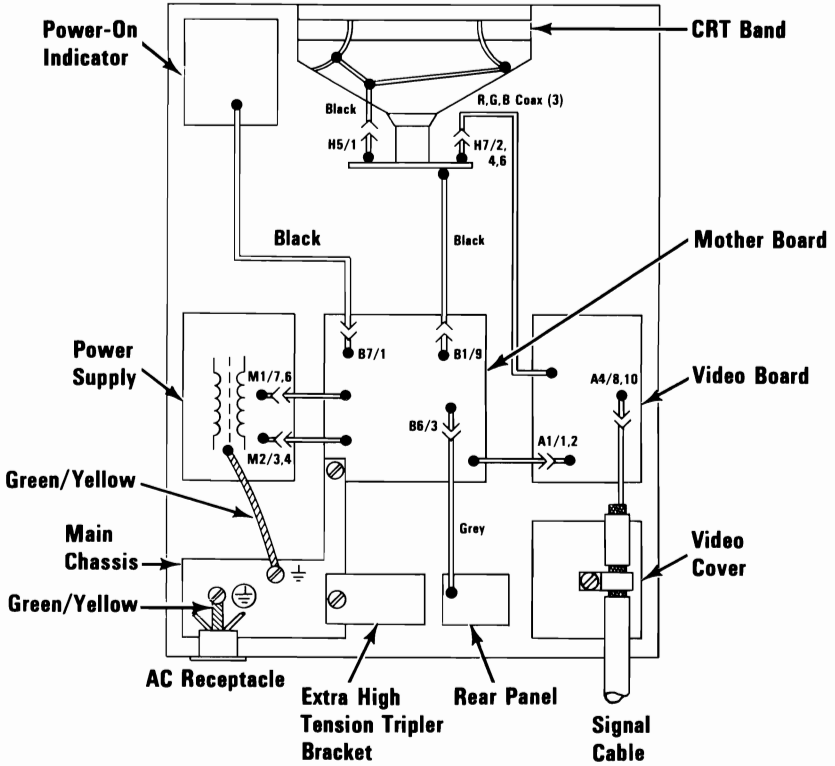 Power-On
Indicator
CRT Band
R,G,B Coax (3)
Black
H5/1
H7/2,
4,6
Black
Black
Mother Board
Power
Supply
B7/1
B1/9
M1/7,6
A4/8,10
Video Board
B6/3
A1/1,2
M2/3,4
Green/Yellow
Grey
Main
Chassis
Video
Cover
Green/Yellow
AC Receptacle
Extra High
Tension Tripler
Bracket
Rear Panel
Signal
Cable